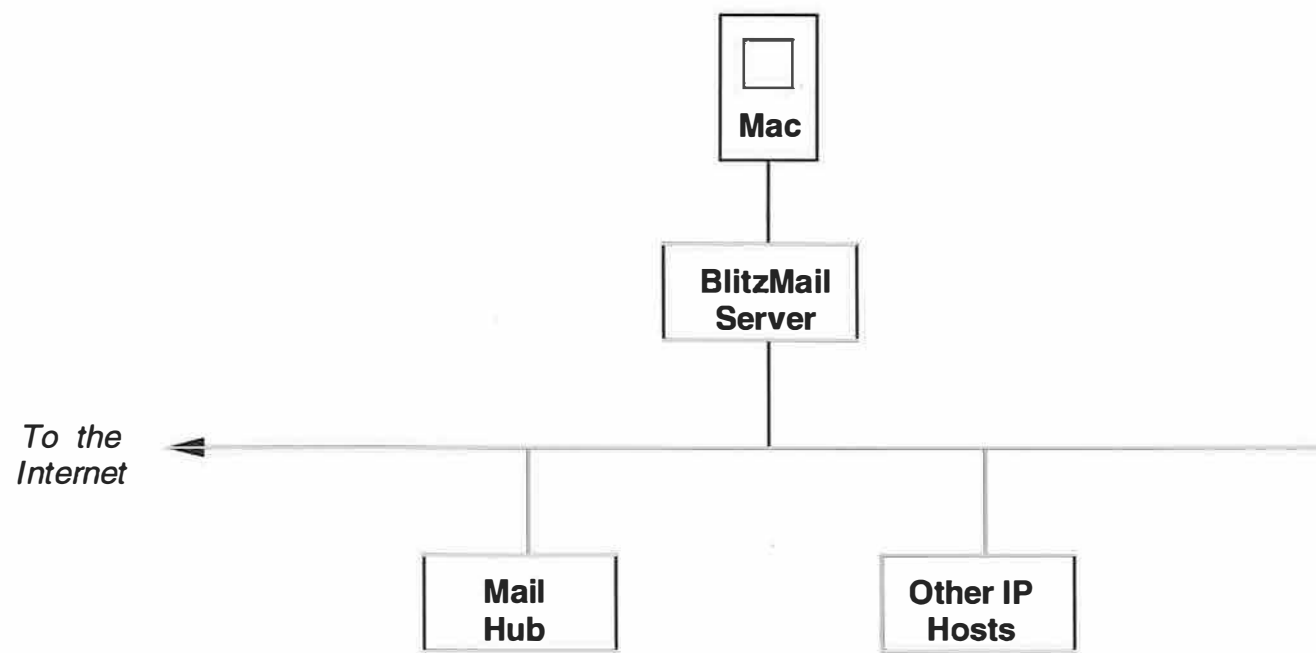 Mac
BlitzMail
Server
To the
Internet
Mail
Hub
Other IP
Hosts